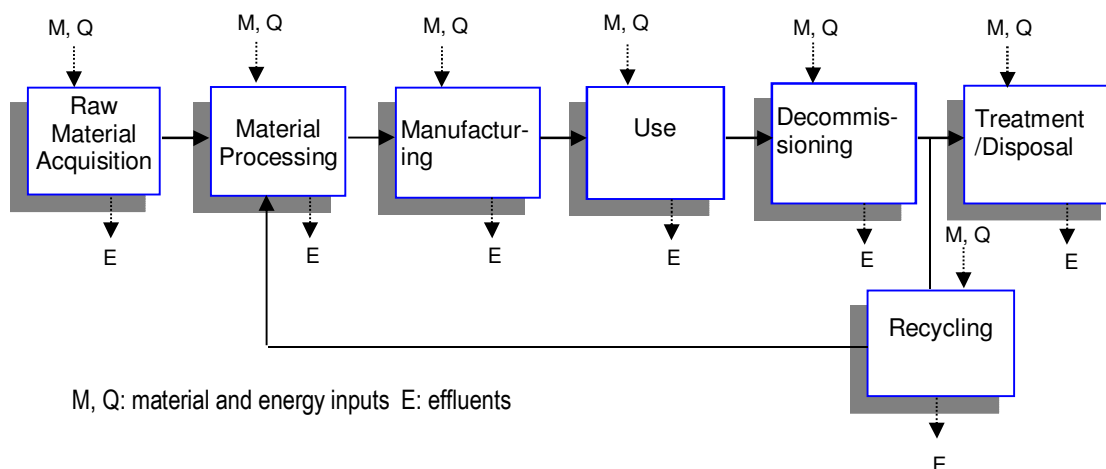 M, Q
M, Q
M, Q
M, Q
M, Q
M, Q
Raw
Material
Acquisition
Material
Processing
Manufactur-
ing
Use
Decommis-
sioning
Treatment
/Disposal
E
E
E
E
E
E
M, Q
Recycling
E
M, Q: material and energy inputs E: effluents